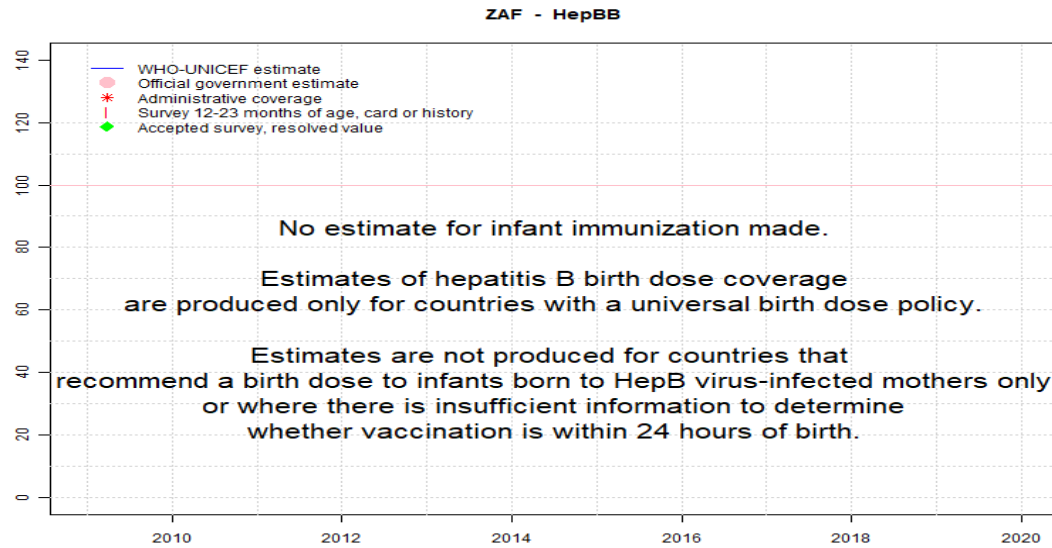 ZAF - HepBB
140
120
100
80
60
40
20
0
WHO-UNICEF estimate
Official government estimate
Administrative coverage
Survey 12-23 months of age, card or history
Accepted survey, resolved value
No estimate for infant immunization made.
Estimates of hepatitis B birth dose coverage
are produced only for countries with a universal birth dose policy.
Estimates are not produced for countries that
recommend a birth dose to infants born to HepB virus-infected mothers only
or where there is insufficient information to determine
whether vaccination is within 24 hours of birth.
2010 2012 2014 2016 2018 2020